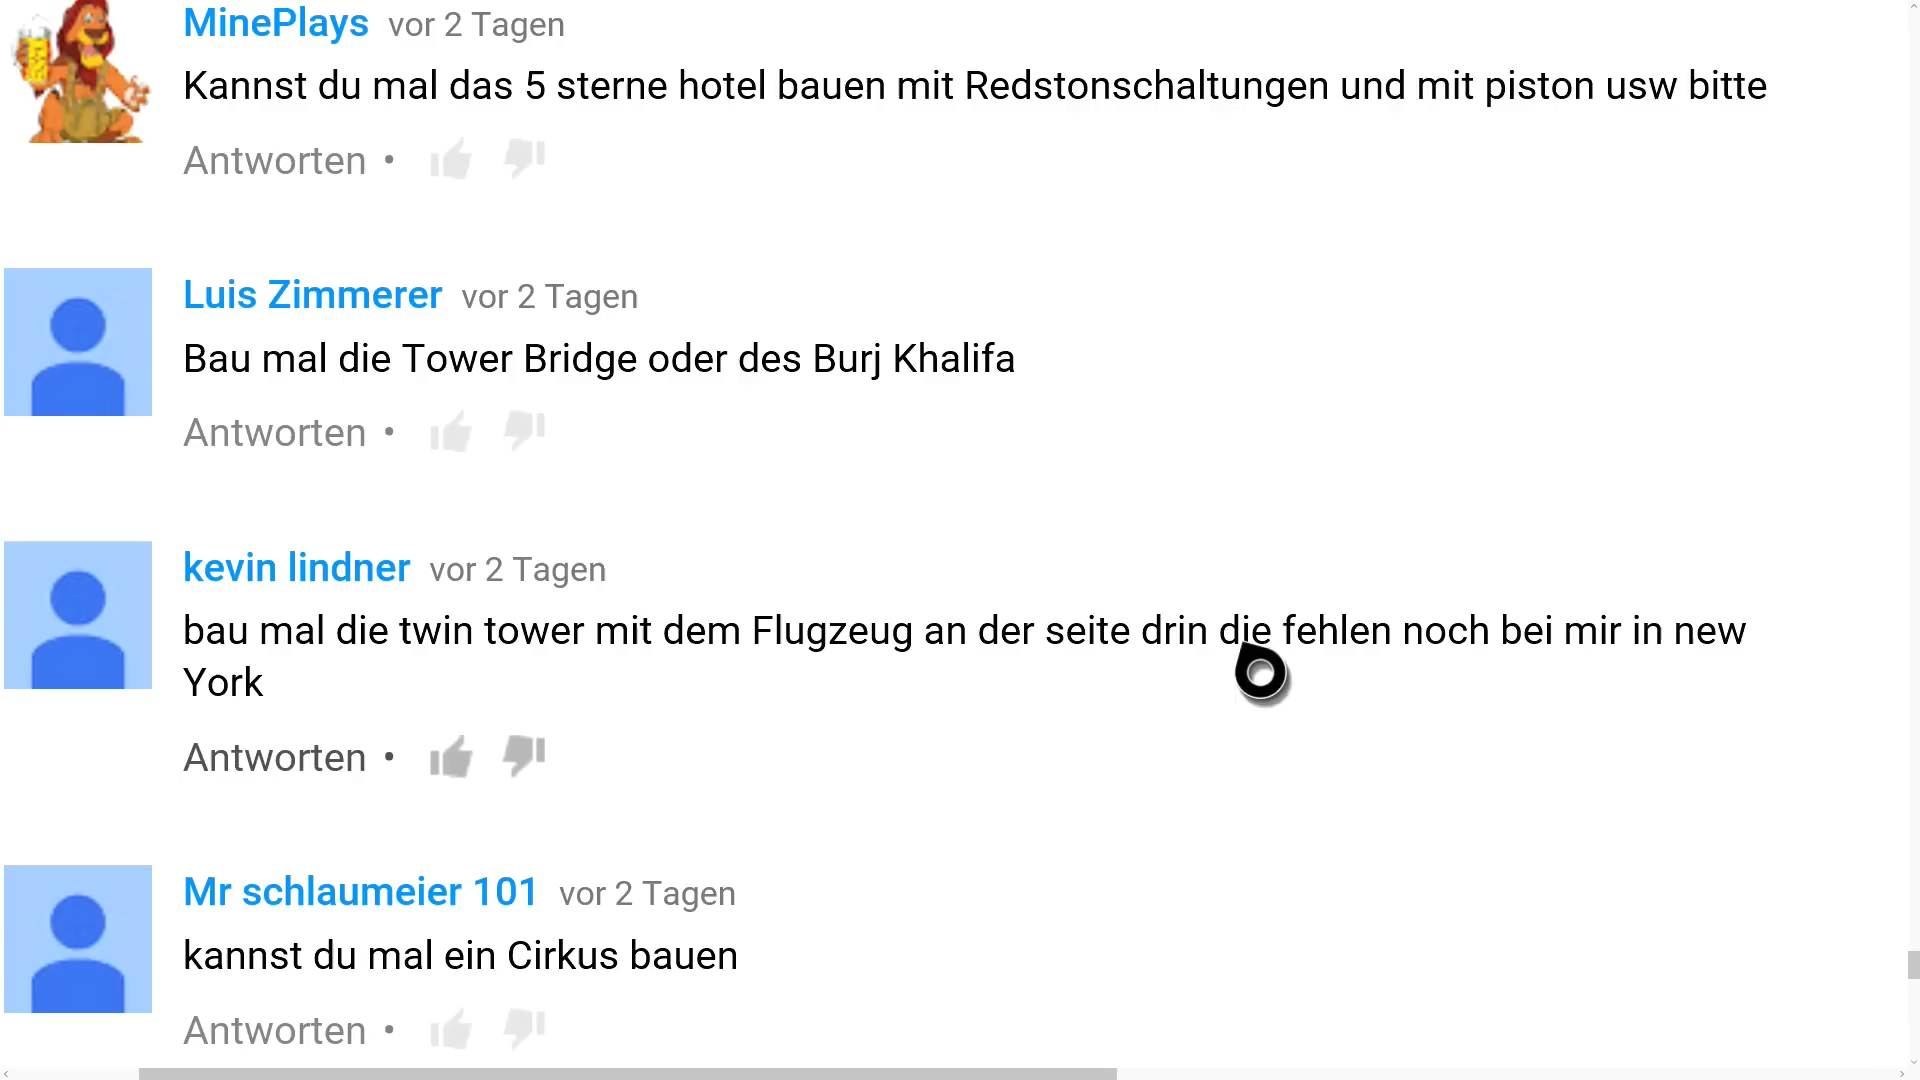 MinePlays vor 2 Tagen
Kannst du mal das 5 sterne hotel bauen mit Redstonschaltungen und mit piston usw bitte
Antworten •
Luis Zimmerer vor 2 Tagen
Bau mal die Tower Bridge oder des Burj Khalifa
Antworten •
kevin lindner vor 2 Tagen
bau mal die twin tower mit dem Flugzeug an der seite drin die fehlen noch bei mir in new
York
Antworten •
Mr schlaumeier 101 vor 2 Tagen
kannst du mal ein Cirkus bauen
Antworten •